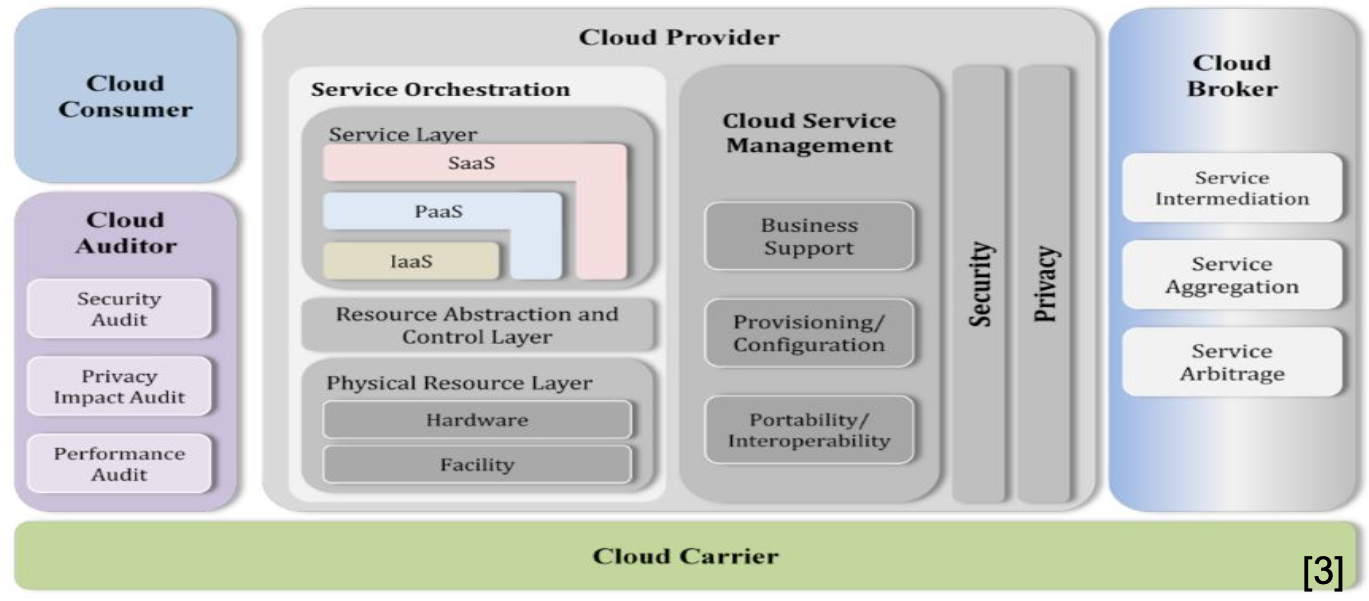 Cloud
Consumer
Cloud
Auditor
Security
Audit
Privacy
Impact Audit
Performance
Audit
Cloud Provider
Service Orchestration
Service Layer
SaaS
PaaS
IaaS
Resource Abstraction and
Control Layer
Physical Resource Layer
Hardware
Facility
Cloud Service
Management
Business
Support
Provisioning/
Configuration
Portability/
Interoperability
Security
Privacy
Cloud
Broker
Service
Intermediation
Service
Aggregation
Service
Arbitrage
Cloud Carrier
[3]